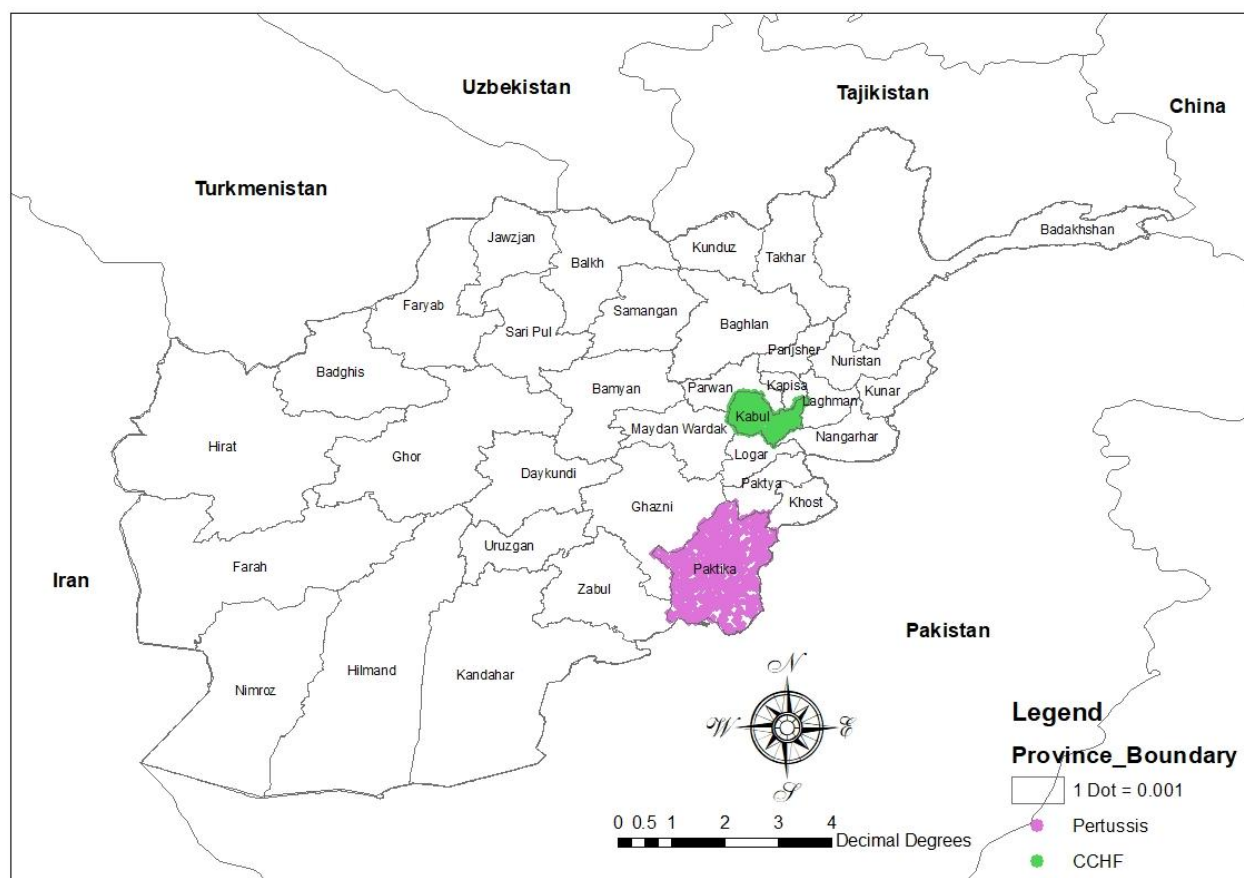 Uzbekistan
Tajikistan
China
Turkmenistan
Jawzjan
Balkh
Kunduz
Takhar
Badakhshan
Faryab
Sari Pul
Samangan
Baghlan
Panjsher
Nuristan
Badghis
Bamyan
Parwan
Kapisa
Kunar
Laghman
Kabul
Hirat
Ghor
Maydan Wardak
Nangarhar
Daykundi
Logar
Ghazni
Paktya
Khost
Uruzgan
Iran
Farah
Zabul
Paktika
Pakistan
Nimroz
Hilmand
Kandahar
N
W
E
S
Legend
Province_Boundary
1 Dot = 0.001
Pertussis
CCHF
0 0.5 1 2 3 4
Decimal Degrees